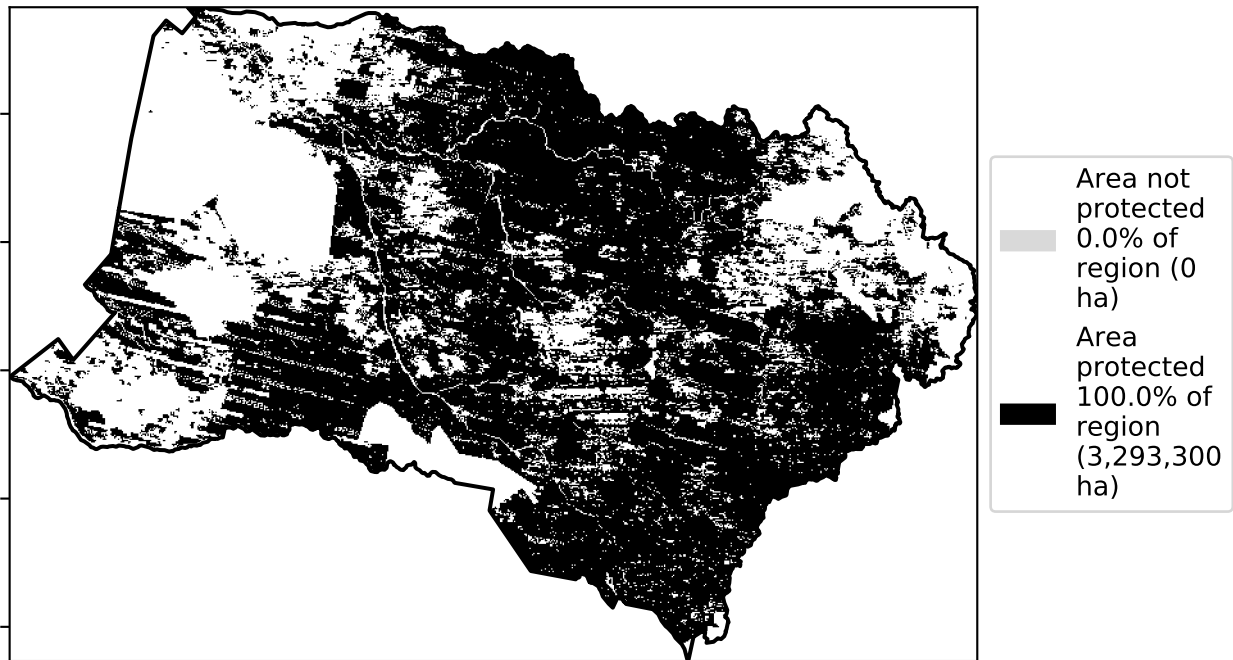 Area not
protected
0.0% of
region (0
ha)
Area
protected
100.0% of
region
(3,293,300
ha)